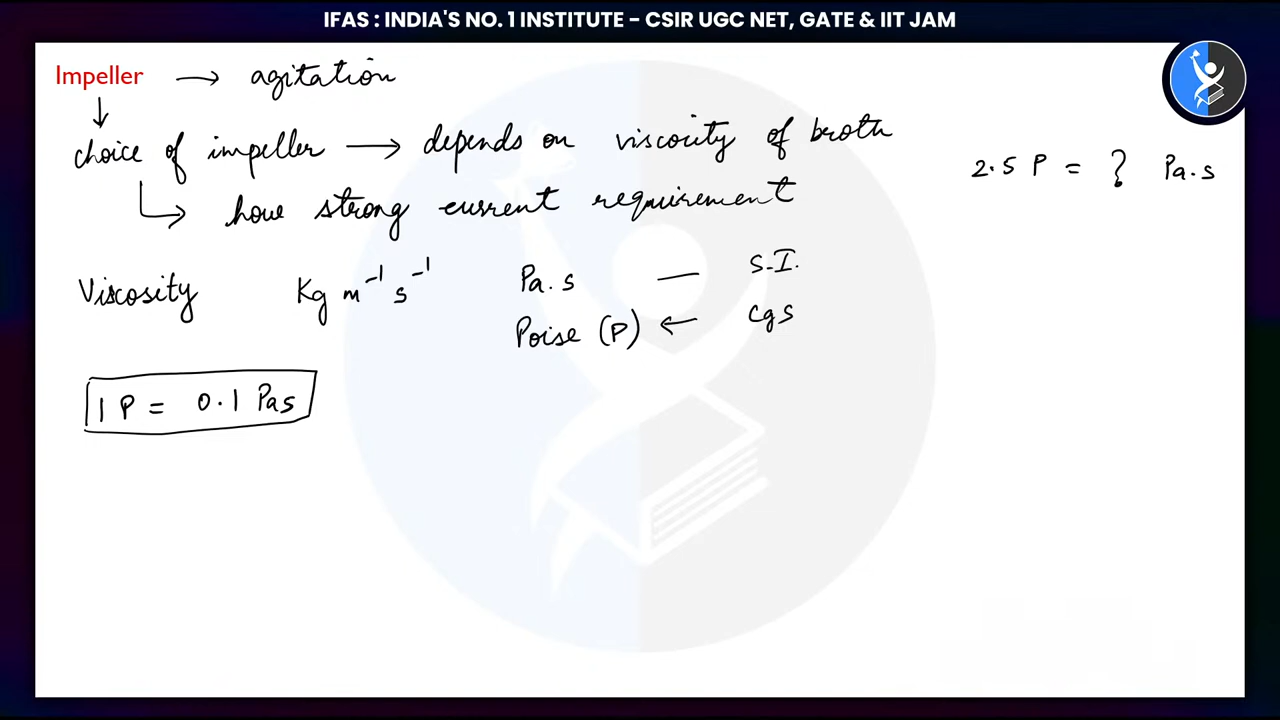 IFAS : INDIA'S NO. 1 INSTITUTE – CSIR UGC NET, GATE & IIT JAM
Impeller → agitation
↓
choice of impeller → depends on viscosity of broth
2.5 P = ? Pa.s
↳ how strong current requirement
Viscosity Kg m⁻¹ s⁻¹ Pa.s — S.I.
Poise (P) ← cgs
1 P = 0.1 Pas